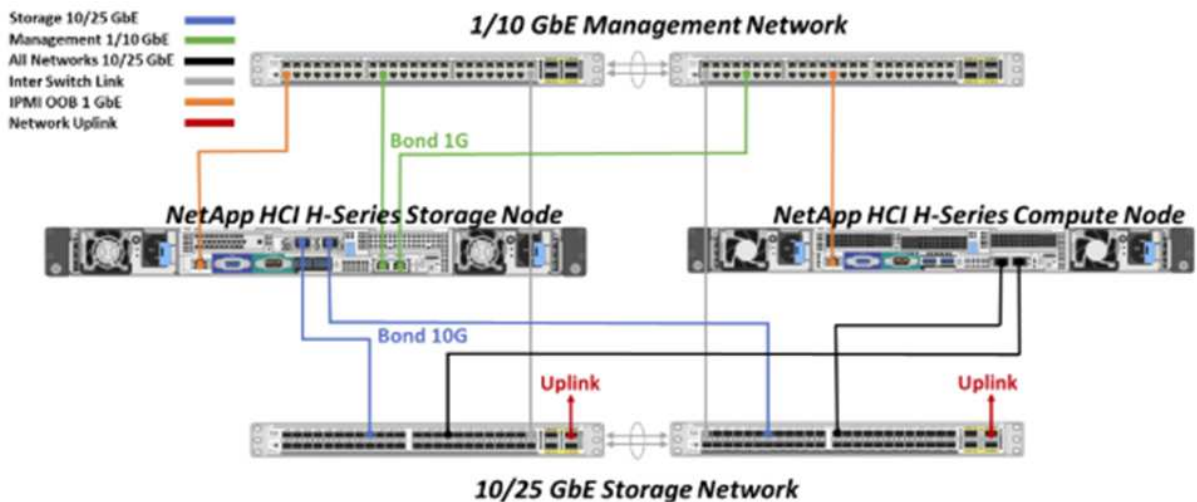 Storage 10/25 GbE
Management 1/10 GbE
All Networks 10/25 GbE
Inter Switch Link
IPMI OOB 1 GbE
Network Uplink
1/10 GbE Management Network
Bond 1G
NetApp HCI H-Series Storage Node
NetApp HCI H-Series Compute Node
Bond 10G
Uplink
Uplink
10/25 GbE Storage Network